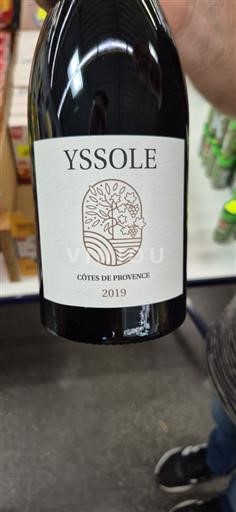 YSSOLE
CÔTES DE PROVENCE
2019